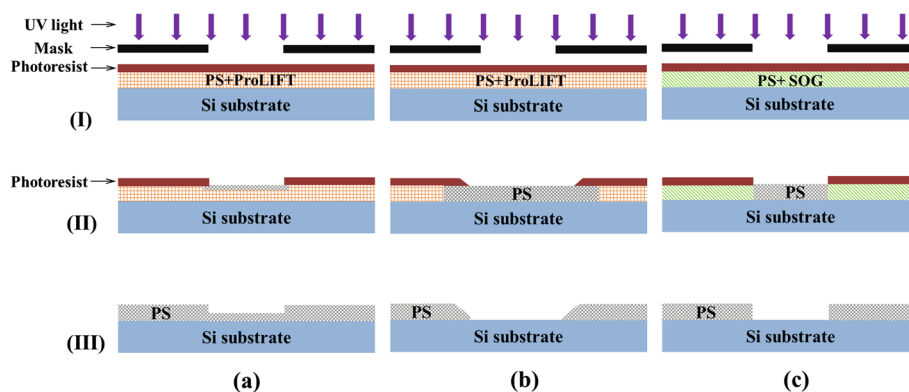 UV light
Mask
Photoresist
PS+ProLIFT
PS+ProLIFT
PS+ SOG
Si substrate
Si substrate
Si substrate
(I)
Photoresist
PS
PS
Si substrate
Si substrate
Si substrate
(II)
PS
PS
PS
Si substrate
Si substrate
Si substrate
(III)
(a)
(b)
(c)